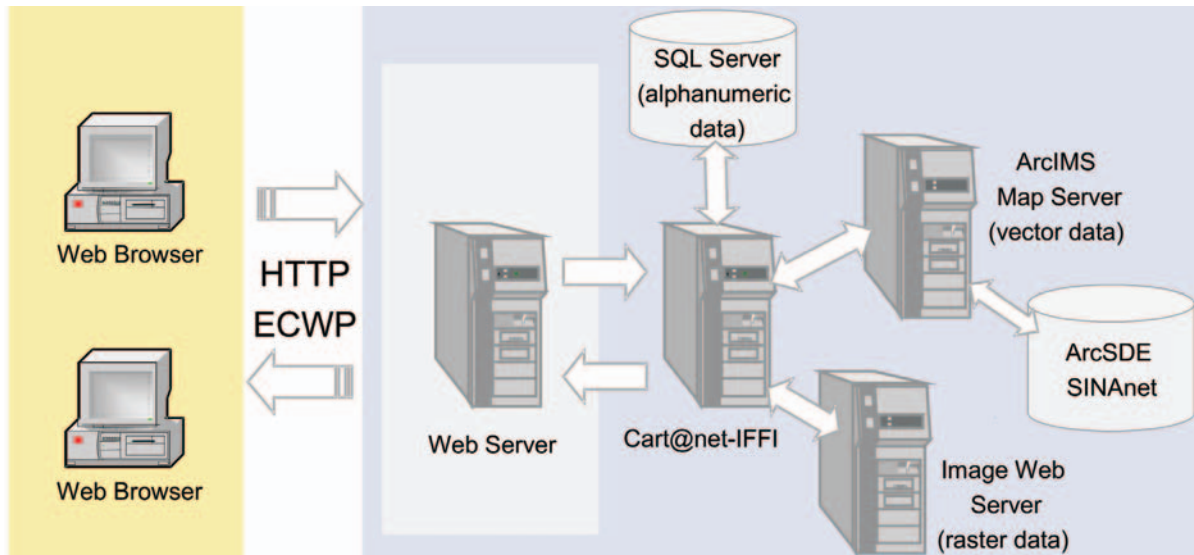 Web Browser
Web Browser
HTTP
ECWP
Web Server
SQL Server
(alphanumeric
data)
Cart@net-IFFI
ArcIMS
Map Server
(vector data)
ArcSDE
SINAnet
Image Web
Server
(raster data)